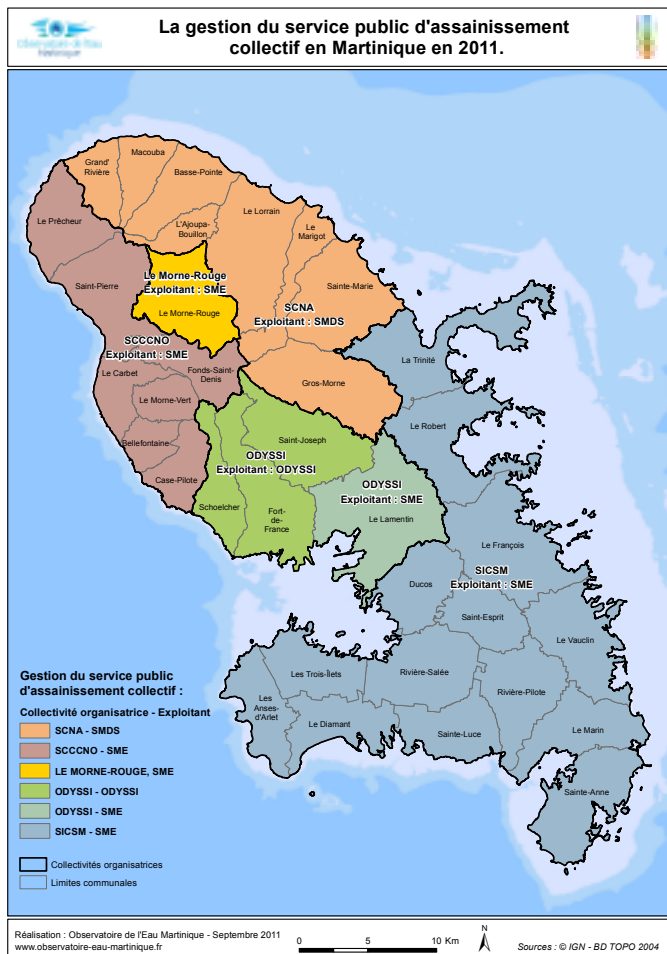 Observatoire de l'Eau
Martinique
La gestion du service public d'assainissement
collectif en Martinique en 2011.
Grand'
Rivière
Macouba
Basse-Pointe
Le Prêcheur
L'Ajoupa-
Bouillon
Le Lorrain
Le
Marigot
Saint-Pierre
Le Morne-Rouge
Exploitant : SME
Sainte-Marie
Le Morne-Rouge
SCNA
Exploitant : SMDS
SCCCNO
Exploitant : SME
La Trinité
Le Carbet
Fonds-Saint-
Denis
Gros-Morne
Le Morne-Vert
Le Robert
Bellefontaine
Saint-Joseph
ODYSSI
Exploitant : ODYSSI
Case-Pilote
ODYSSI
Exploitant : SME
Schoelcher
Fort-
de-
France
Le Lamentin
Le François
SICSM
Exploitant : SME
Ducos
Saint-Esprit
Le Vauclin
Les Trois-Îlets
Rivière-Salée
Rivière-Pilote
Les
Anses-
d'Arlet
Le Diamant
Sainte-Luce
Le Marin
Sainte-Anne
Gestion du service public
d'assainissement collectif :
Collectivité organisatrice - Exploitant
SCNA - SMDS
SCCCNO - SME
LE MORNE-ROUGE, SME
ODYSSI - ODYSSI
ODYSSI - SME
SICSM - SME
Collectivités organisatrices
Limites communales
Réalisation : Observatoire de l'Eau Martinique - Septembre 2011
www.observatoire-eau-martinique.fr
0 5 10 Km
N
Sources : © IGN - BD TOPO 2004